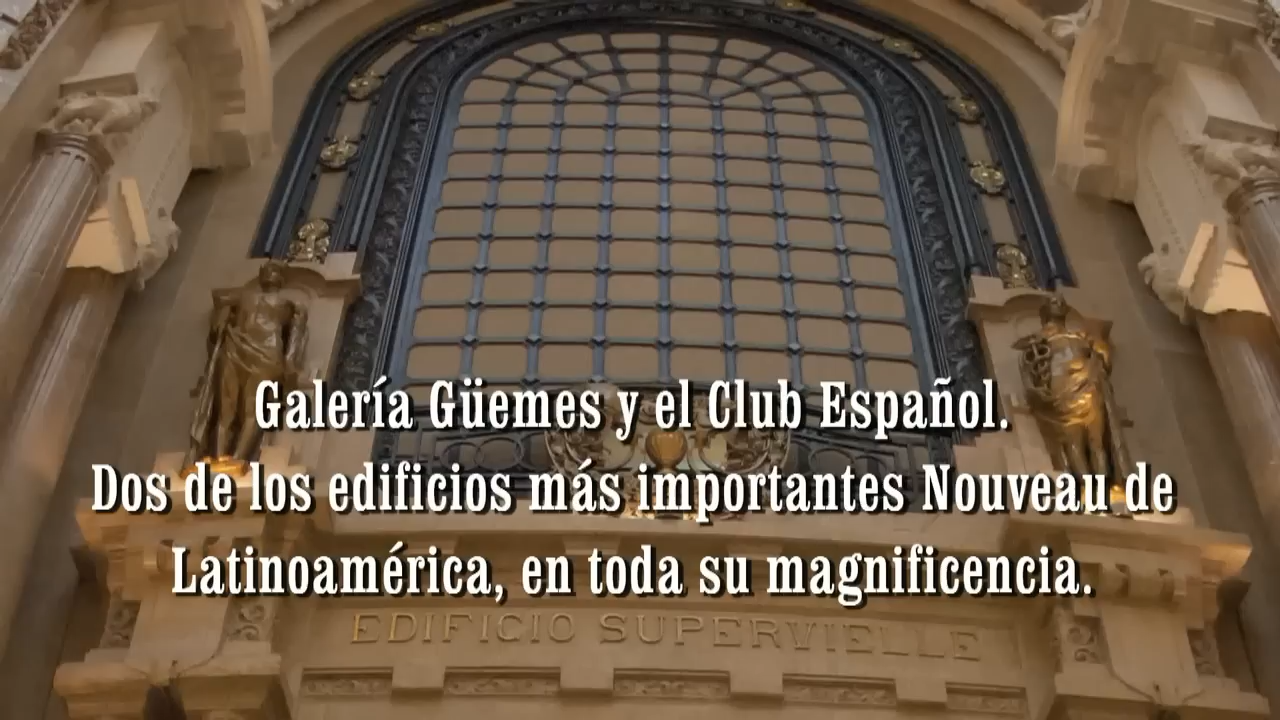 Galería Güemes y el Club Español.
Dos de los edificios más importantes Nouveau de
Latinoamérica, en toda su magnificencia.
EDIFICIO SUPERVIELLE